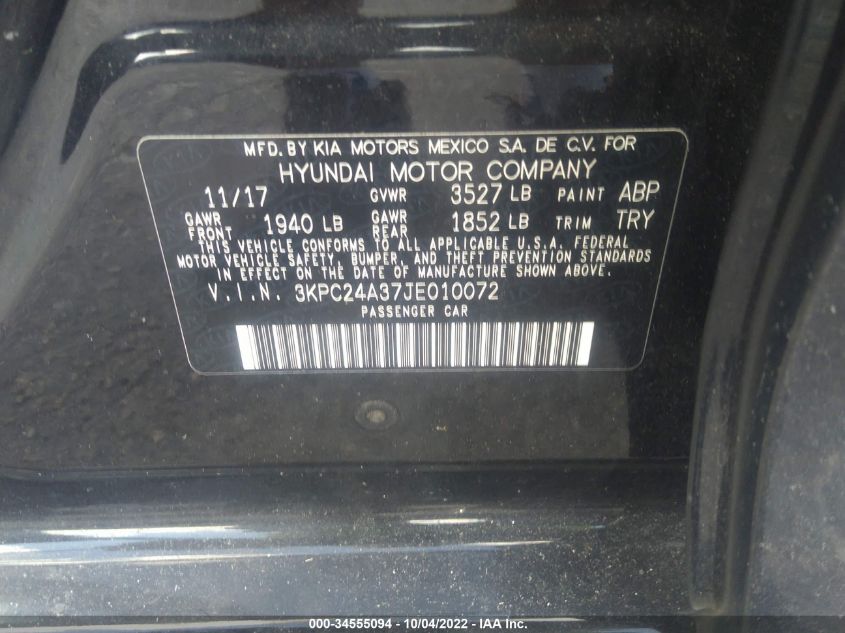 MFD. BY KIA MOTORS MEXICO S.A. DE C.V. FOR
HYUNDAI MOTOR COMPANY
11/17 GVWR 3527 LB PAINT ABP
GAWR FRONT 1940 LB GAWR REAR 1852 LB TRIM TRY
THIS VEHICLE CONFORMS TO ALL APPLICABLE U.S.A. FEDERAL
MOTOR VEHICLE SAFETY, BUMPER, AND THEFT PREVENTION STANDARDS
IN EFFECT ON THE DATE OF MANUFACTURE SHOWN ABOVE.
V.I.N. 3KPC24A37JE010072
PASSENGER CAR
000-34555094 - 10/04/2022 - IAA Inc.